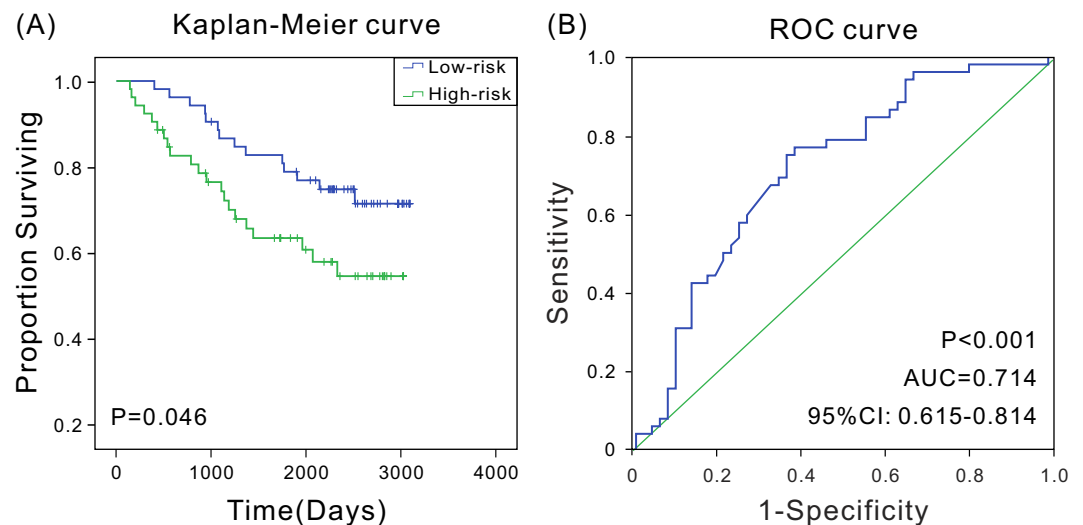 (A)
Kaplan-Meier curve
Low-risk
High-risk
Proportion Surviving
1.0
0.8
0.6
0.4
0.2
P=0.046
0
1000
2000
3000
4000
Time(Days)
(B)
ROC curve
Sensitivity
1.0
0.8
0.6
0.4
0.2
0
P<0.001
AUC=0.714
95%CI: 0.615-0.814
0
0.2
0.4
0.6
0.8
1.0
1-Specificity